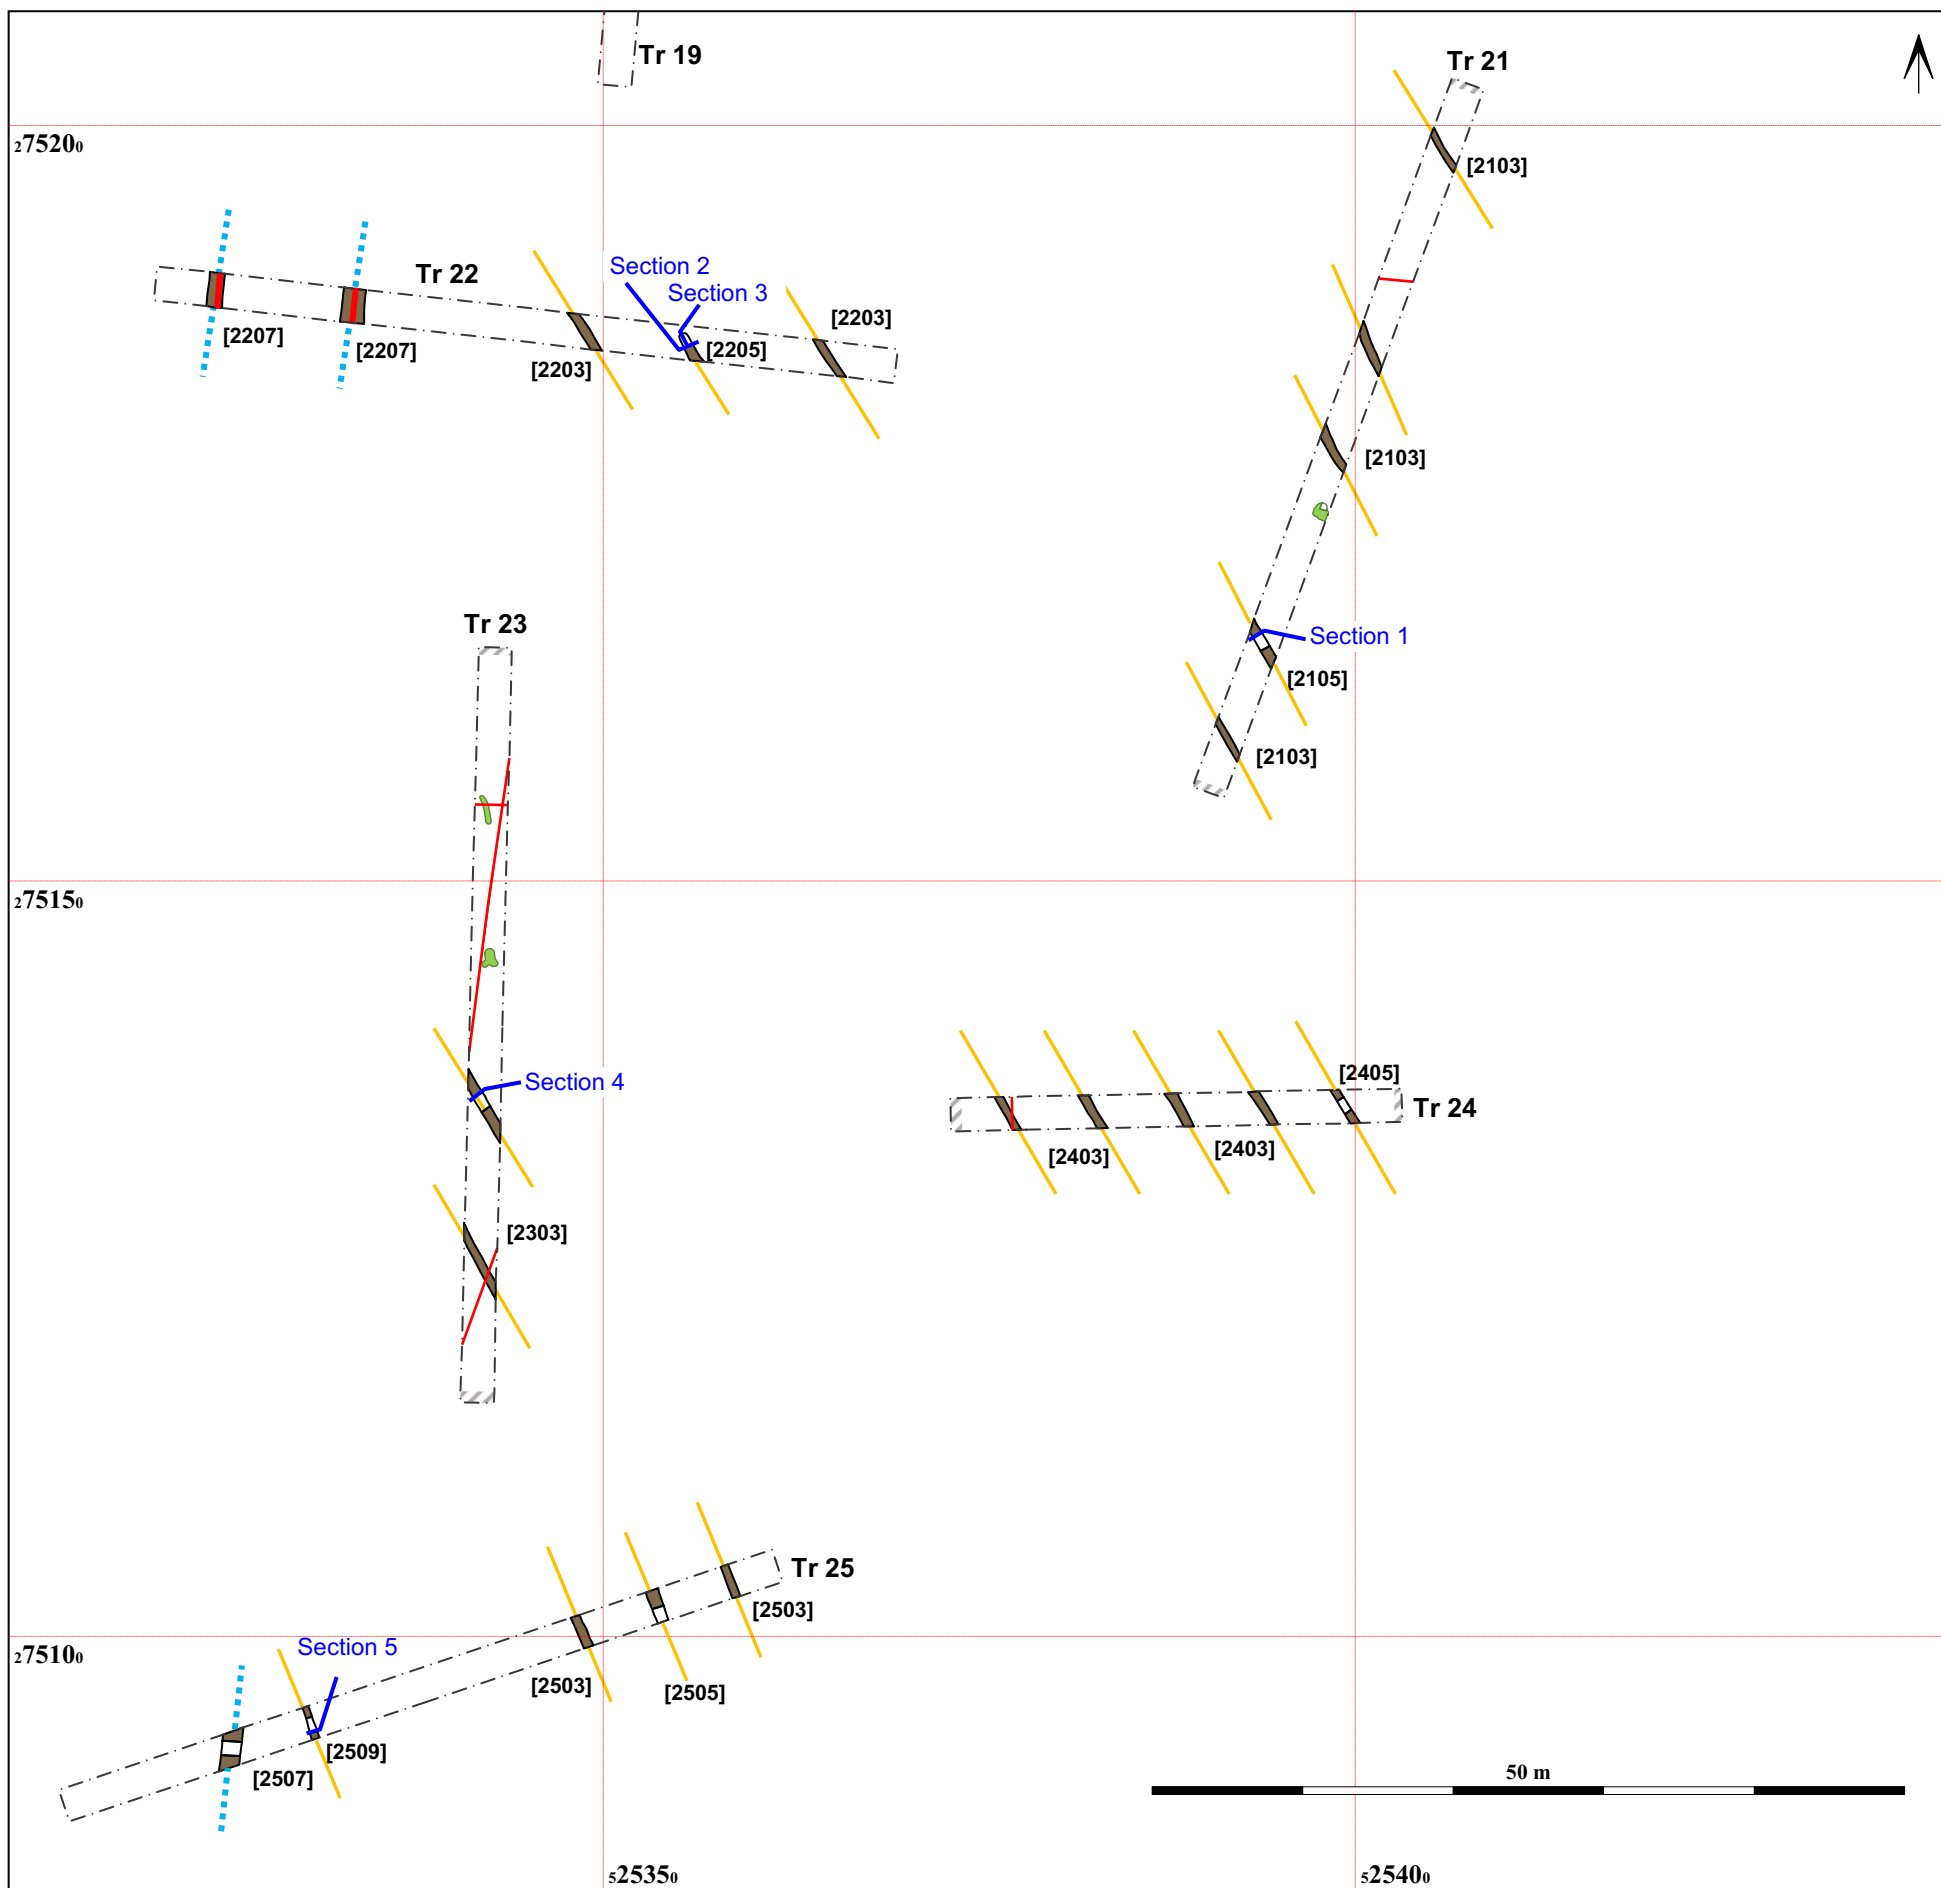 Tr 19
Tr 21
275200
[2103]
Tr 22
Section 2
Section 3
[2203]
[2207]
[2207]
[2203]
[2205]
[2103]
Tr 23
Section 1
[2105]
[2103]
275150
Section 4
[2405]
Tr 24
[2403]
[2403]
[2303]
Tr 25
[2503]
275100
Section 5
[2503]
[2505]
[2509]
[2507]
50 m
525350
525400